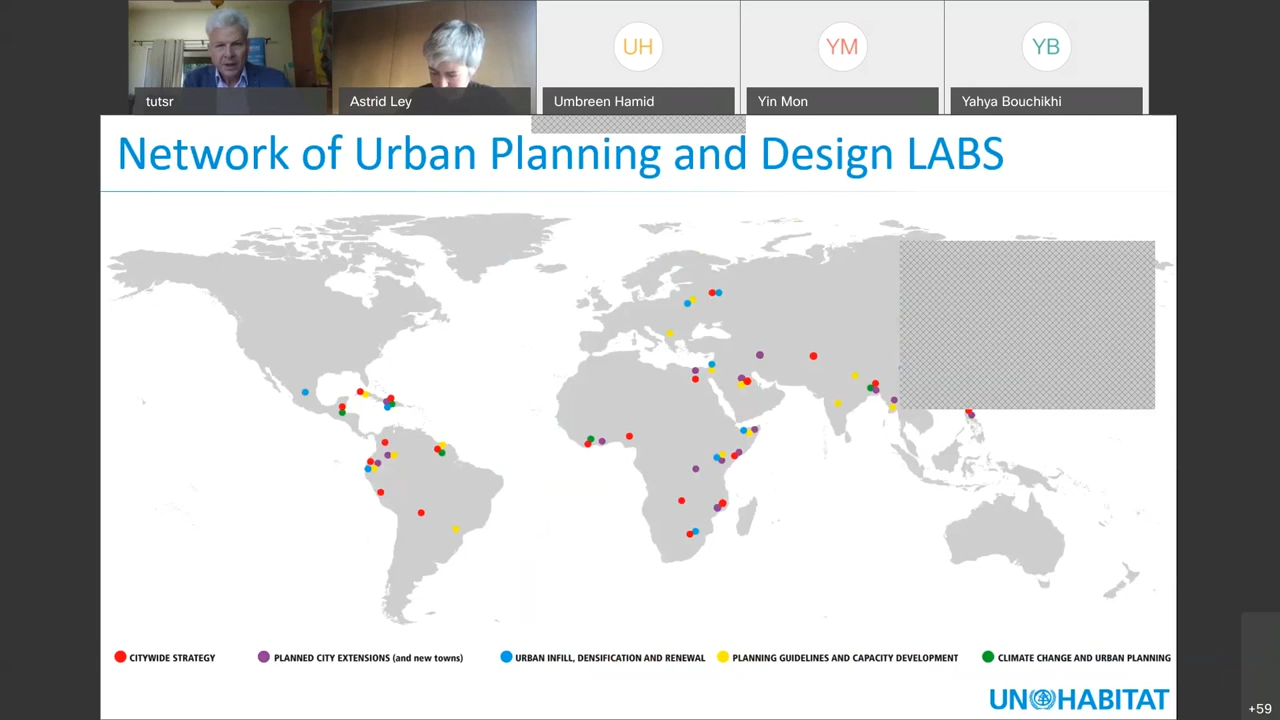 UH
YM
YB
tutsr
Astrid Ley
Umbreen Hamid
Yin Mon
Yahya Bouchikhi
Network of Urban Planning and Design LABS
CITYWIDE STRATEGY
PLANNED CITY EXTENSIONS (and new towns)
URBAN INFILL, DENSIFICATION AND RENEWAL
PLANNING GUIDELINES AND CAPACITY DEVELOPMENT
CLIMATE CHANGE AND URBAN PLANNING
UN HABITAT
+59